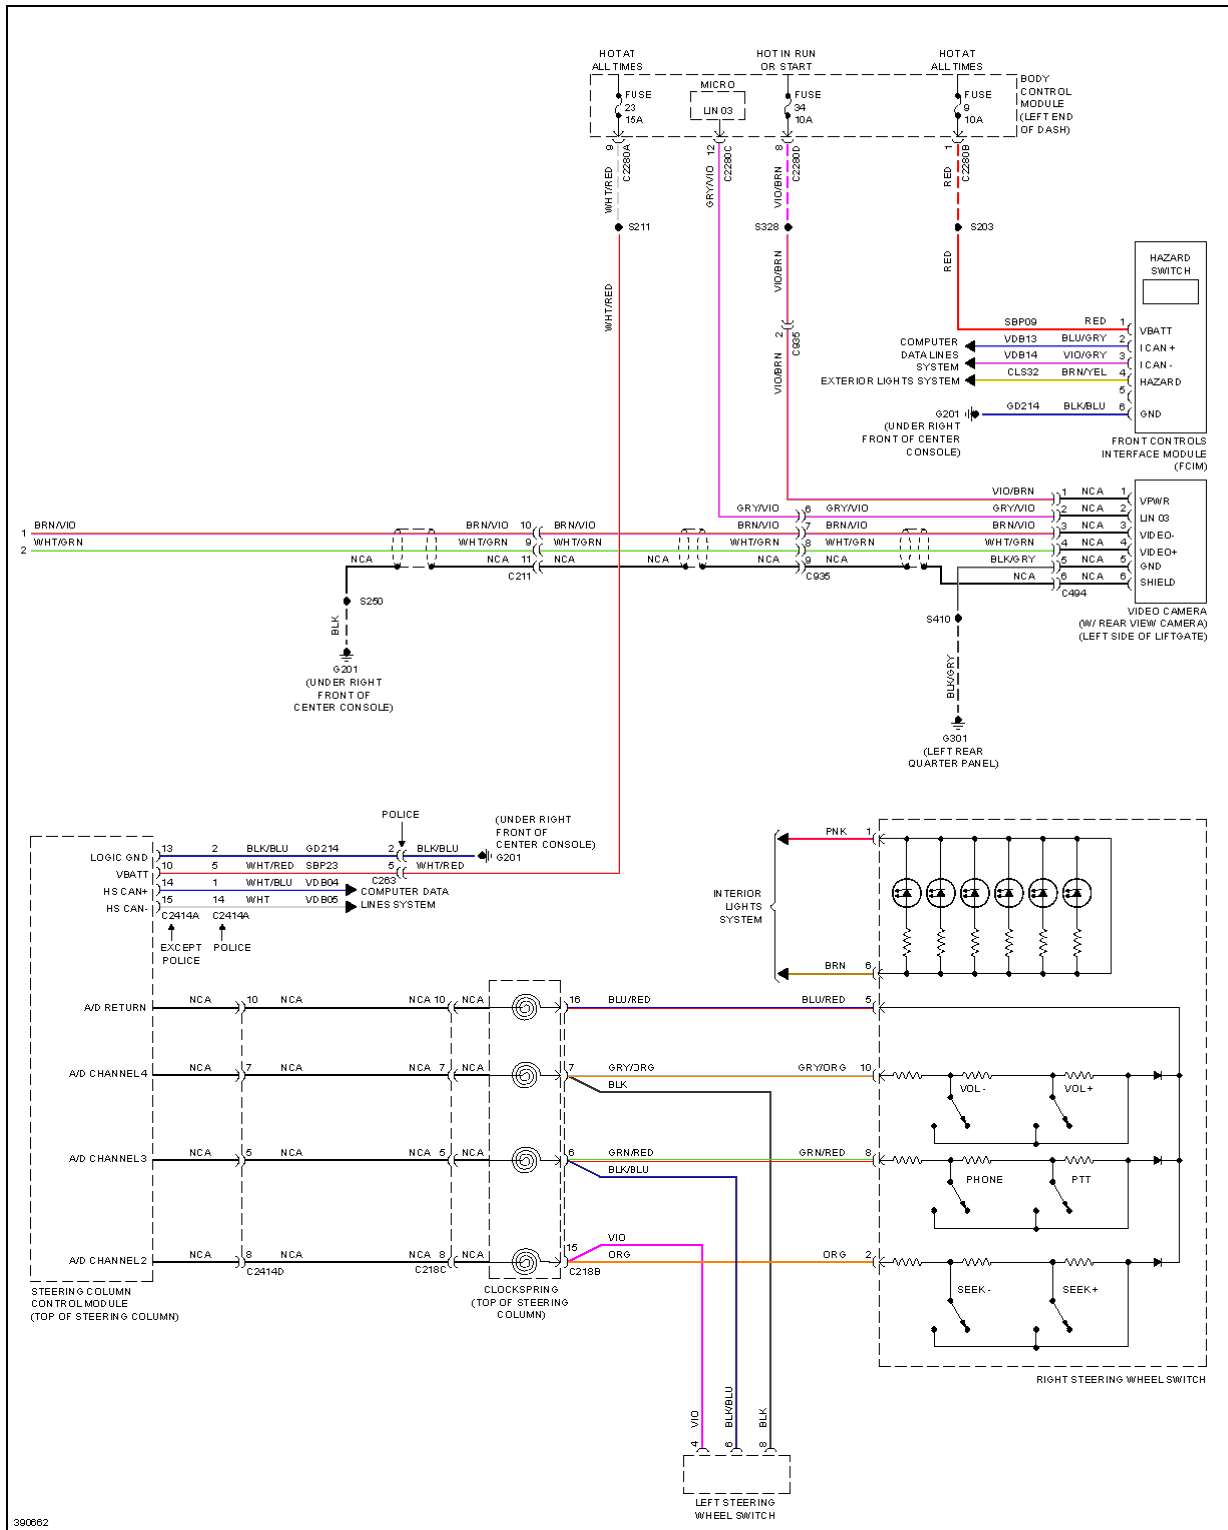 HOT AT
ALL TIMES
HOT IN RUN
OR START
HOT AT
ALL TIMES
FUSE
23
15A
MICRO
LIN 03
FUSE
34
10A
FUSE
9
10A
BODY
CONTROL
MODULE
(LEFT END
OF DASH)
9
C2280A
12
C2280C
8
C2280D
1
C2280B
WHT/RED
GRY/VIO
VIO/BRN
RED
S211
S328
S203
WHT/RED
VIO/BRN
RED
2
C935
VIO/BRN
HAZARD
SWITCH
SBP09 RED 1 VBATT
COMPUTER
DATA LINES
SYSTEM
VDB13 BLU/GRY 2 I CAN +
VDB14 VIO/GRY 3 I CAN -
EXTERIOR LIGHTS SYSTEM CLS32 BRN/YEL 4 HAZARD
5
G201 GD214 BLK/BLU 6 GND
(UNDER RIGHT
FRONT OF CENTER
CONSOLE)
FRONT CONTROLS
INTERFACE MODULE
(FCIM)
VIO/BRN 1 NCA 1 VPWR
GRY/VIO 6 GRY/VIO GRY/VIO 2 NCA 2 LIN 03
1 BRN/VIO BRN/VIO 10 BRN/VIO BRN/VIO 7 BRN/VIO BRN/VIO 3 NCA 3 VIDEO-
2 WHT/GRN WHT/GRN 9 WHT/GRN WHT/GRN 8 WHT/GRN WHT/GRN 4 NCA 4 VIDEO+
NCA NCA 11 NCA NCA 9 NCA BLK/GRY 5 NCA 5 GND
C211
C935
NCA 6 NCA 6 SHIELD
C494
S250
BLK
G201
(UNDER RIGHT
FRONT OF
CENTER CONSOLE)
S410
BLK/GRY
G301
(LEFT REAR
QUARTER PANEL)
VIDEO CAMERA
(W/ REAR VIEW CAMERA)
(LEFT SIDE OF LIFTGATE)
POLICE
(UNDER RIGHT
FRONT OF
CENTER CONSOLE)
G201
LOGIC GND 13 2 BLK/BLU GD214 2 BLK/BLU
VBATT 10 5 WHT/RED SBP23 5 WHT/RED
C263
HS CAN+ 14 1 WHT/BLU VDB04
HS CAN- 15 14 WHT VDB05
COMPUTER DATA
LINES SYSTEM
C2414A C2414A
EXCEPT
POLICE
POLICE
INTERIOR
LIGHTS
SYSTEM
PNK 1
BRN 6
A/D RETURN NCA 10 NCA NCA 10 NCA 16 BLU/RED BLU/RED 5
A/D CHANNEL 4 NCA 7 NCA NCA 7 NCA 7 GRY/ORG GRY/ORG 10
BLK
VOL - VOL +
A/D CHANNEL 3 NCA 5 NCA NCA 5 NCA 6 GRN/RED GRN/RED 8
BLK/BLU
PHONE PTT
VIO
A/D CHANNEL 2 NCA 8 NCA NCA 8 NCA 15 ORG ORG 2
C2414D
C218C
C218B
SEEK - SEEK +
STEERING COLUMN
CONTROL MODULE
(TOP OF STEERING COLUMN)
CLOCKSPRING
(TOP OF STEERING
COLUMN)
RIGHT STEERING WHEEL SWITCH
VIO
BLK/BLU
BLK
4
6
8
LEFT STEERING
WHEEL SWITCH
390662